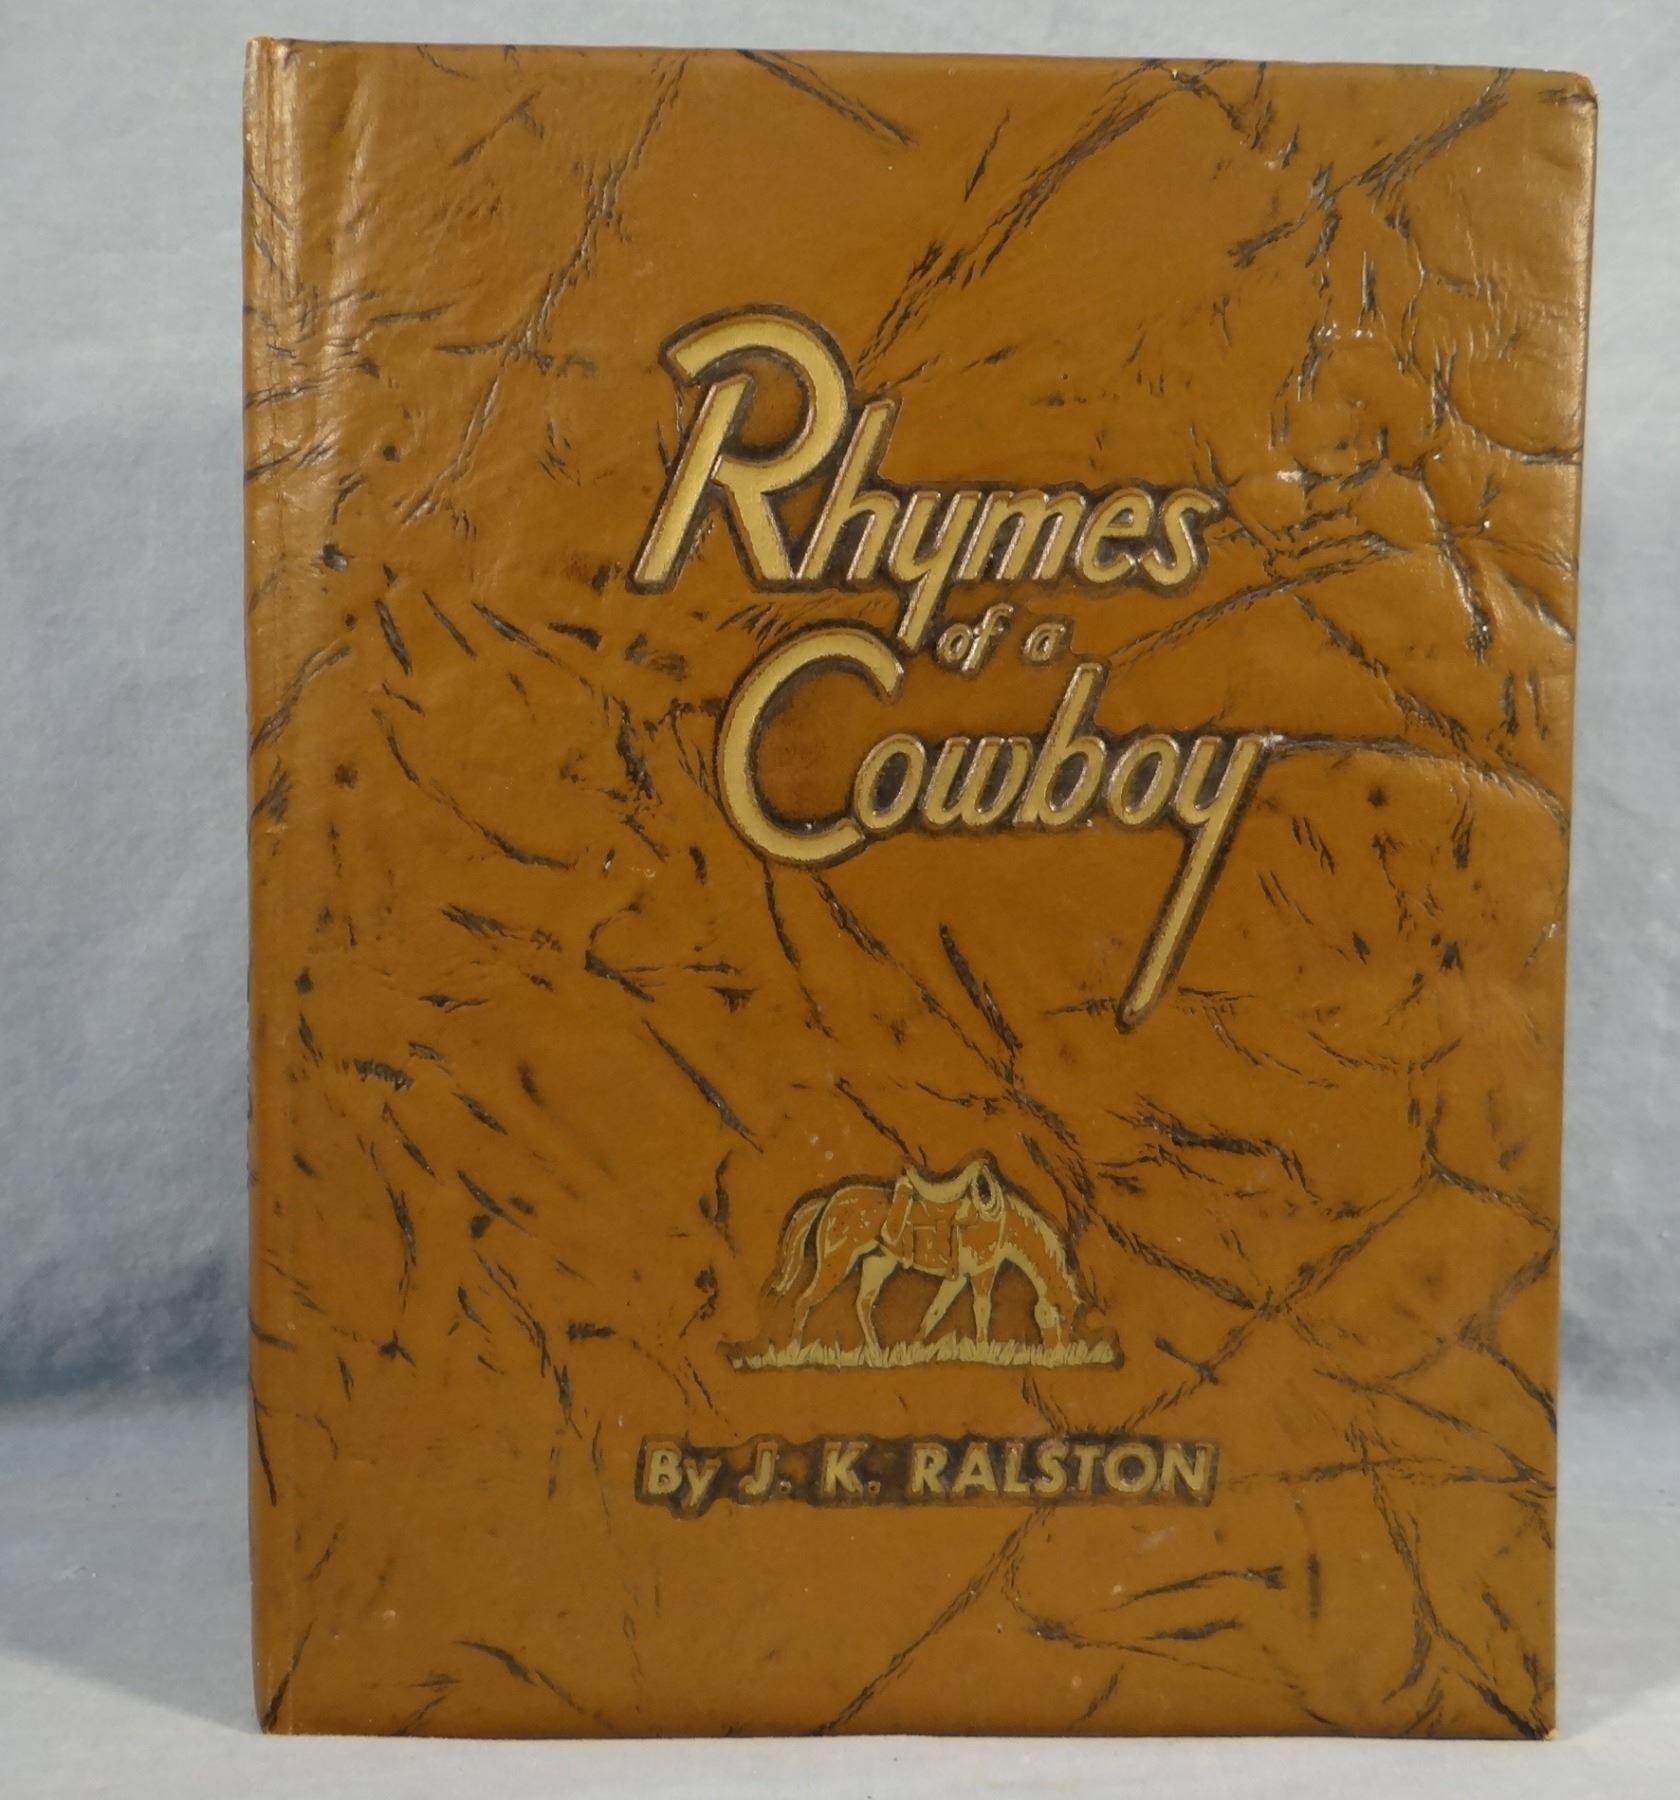 Rhymes
of a
Cowboy
By J. K. RALSTON